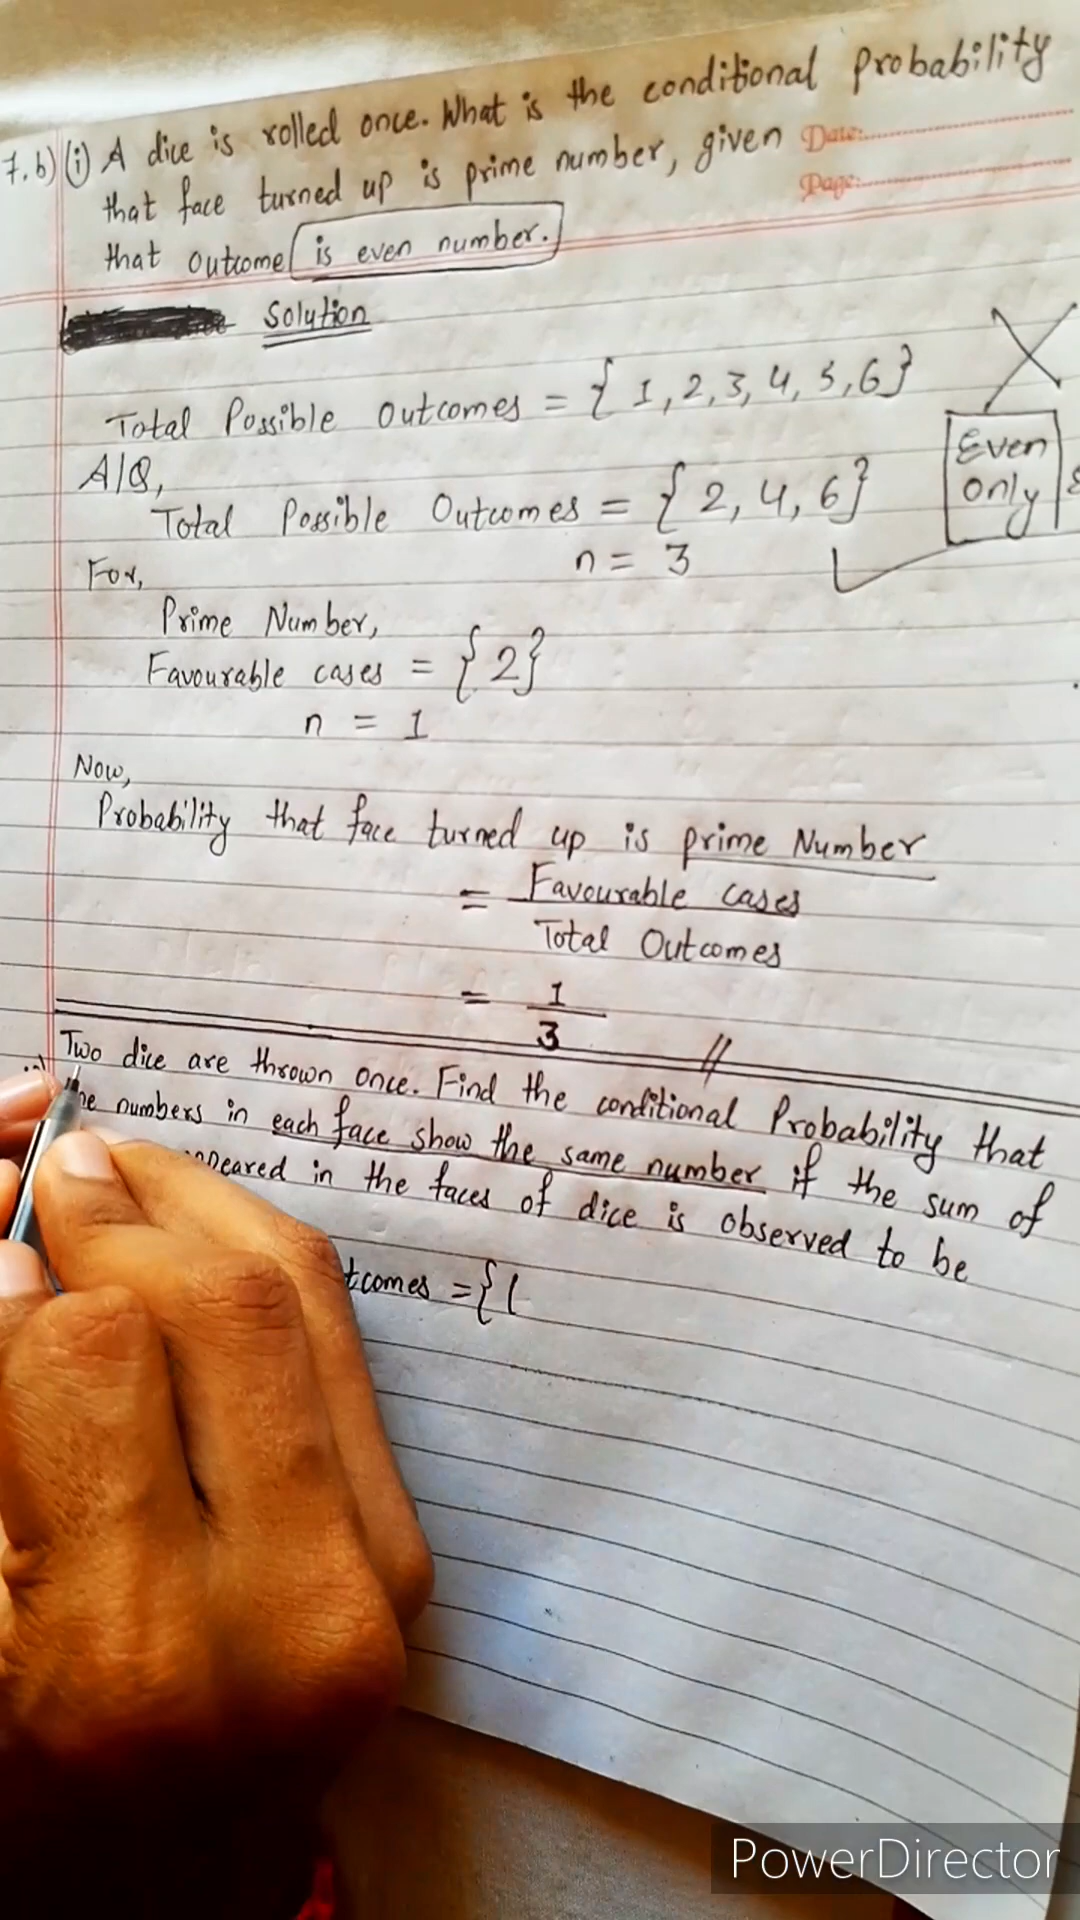 7.b) (i) A dice is rolled once. What is the conditional probability
that face turned up is prime number, given
Date:
Page:
that outcome is even number.
Solution
Total Possible Outcomes = { 1, 2, 3, 4, 5, 6}
A/Q,
Even
Only
Total Possible Outcomes = { 2, 4, 6}
n = 3
For,
Prime Number,
Favourable cases = { 2}
n = 1
Now,
Probability that face turned up is prime Number
= Favourable cases
Total Outcomes
= 1
3 //
Two dice are thrown once. Find the conditional Probability that
numbers in each face show the same number if the sum of
in the faces of dice is observed to be
={(
PowerDirector